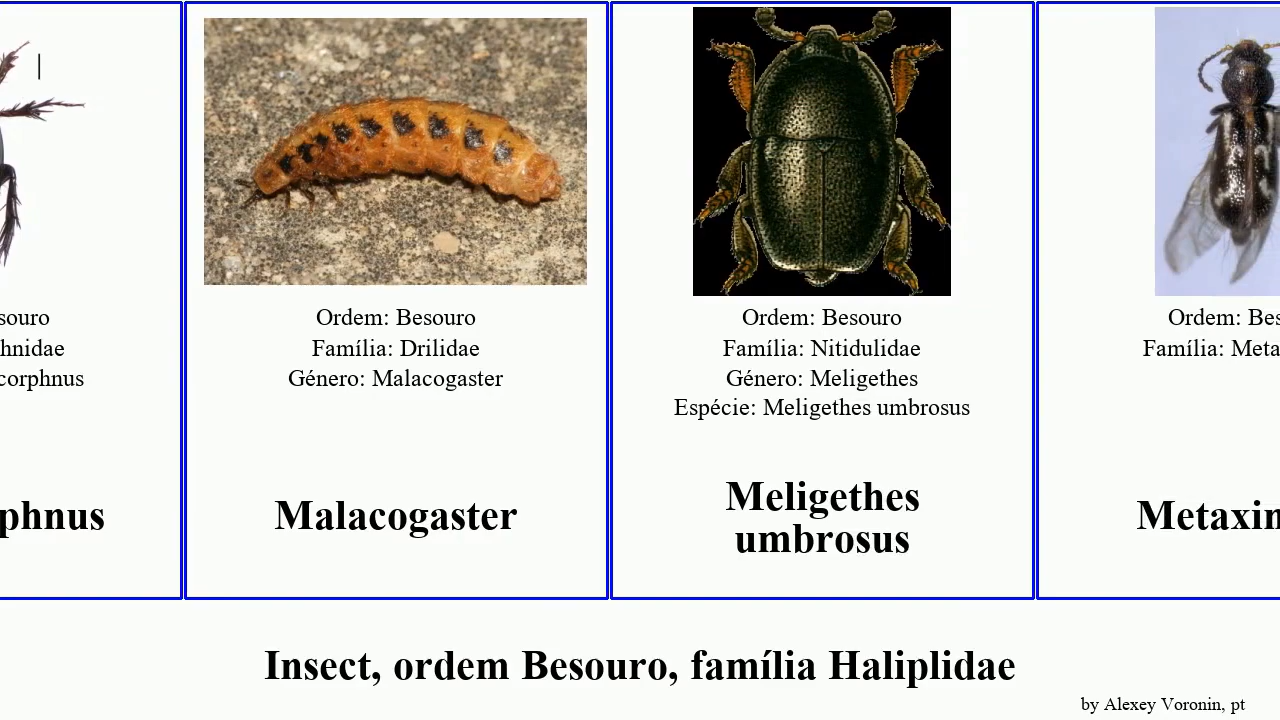 souro
hnidae
corphnus
phnus
Ordem: Besouro
Família: Drilidae
Género: Malacogaster
Malacogaster
Ordem: Besouro
Família: Nitidulidae
Género: Meligethes
Espécie: Meligethes umbrosus
Meligethes
umbrosus
Ordem: Bes
Família: Meta
Metaxin
Insect, ordem Besouro, família Haliplidae
by Alexey Voronin, pt